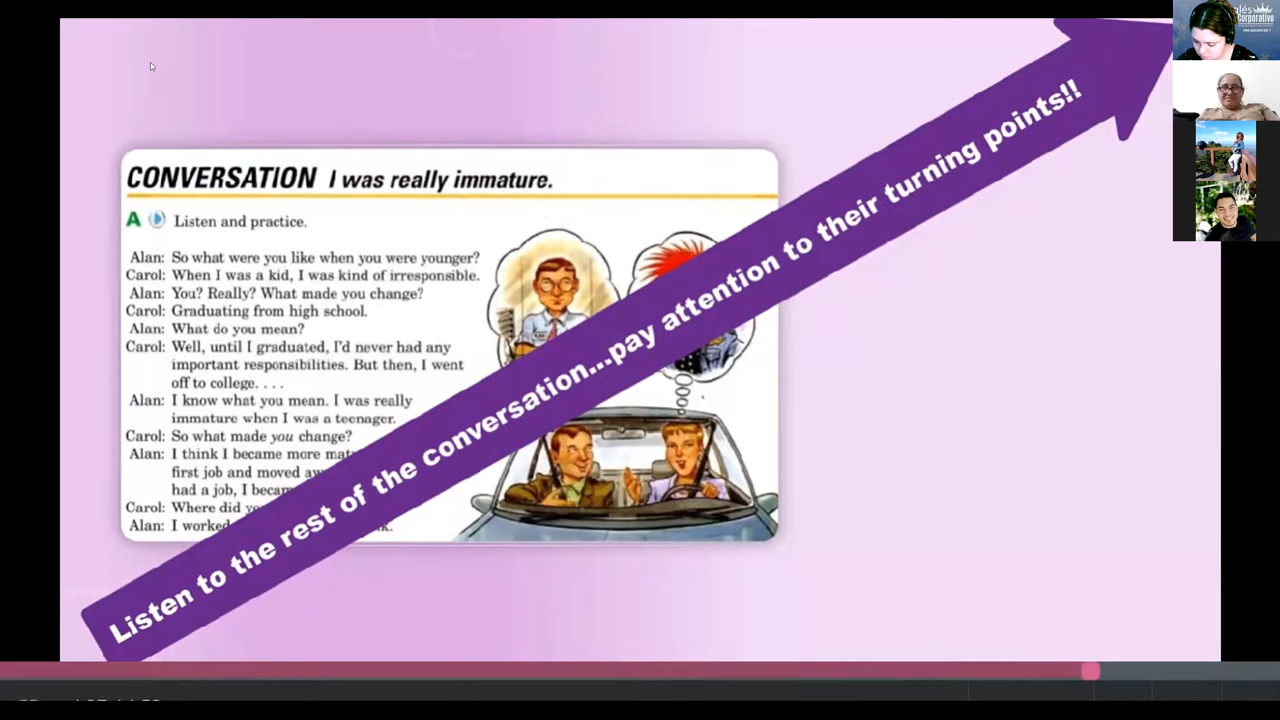 CONVERSATION I was really immature.
A Listen and practice.
Alan: So what were you like when you were younger?
Carol: When I was a kid, I was kind of irresponsible.
Alan: You? Really? What made you change?
Carol: Graduating from high school.
Alan: What do you mean?
Carol: Well, until I graduated, I'd never had any
important responsibilities. But then, I went
off to college. . . .
Alan: I know what you mean. I was really
immature when I was a teenager.
Carol: So what made you change?
Alan: I think I became more
first job and moved
had a job, I
Carol: Where did
Alan: I worked
Listen to the rest of the conversation...pay attention to their turning points!!
Corporativo
PRE ADVANCED 1